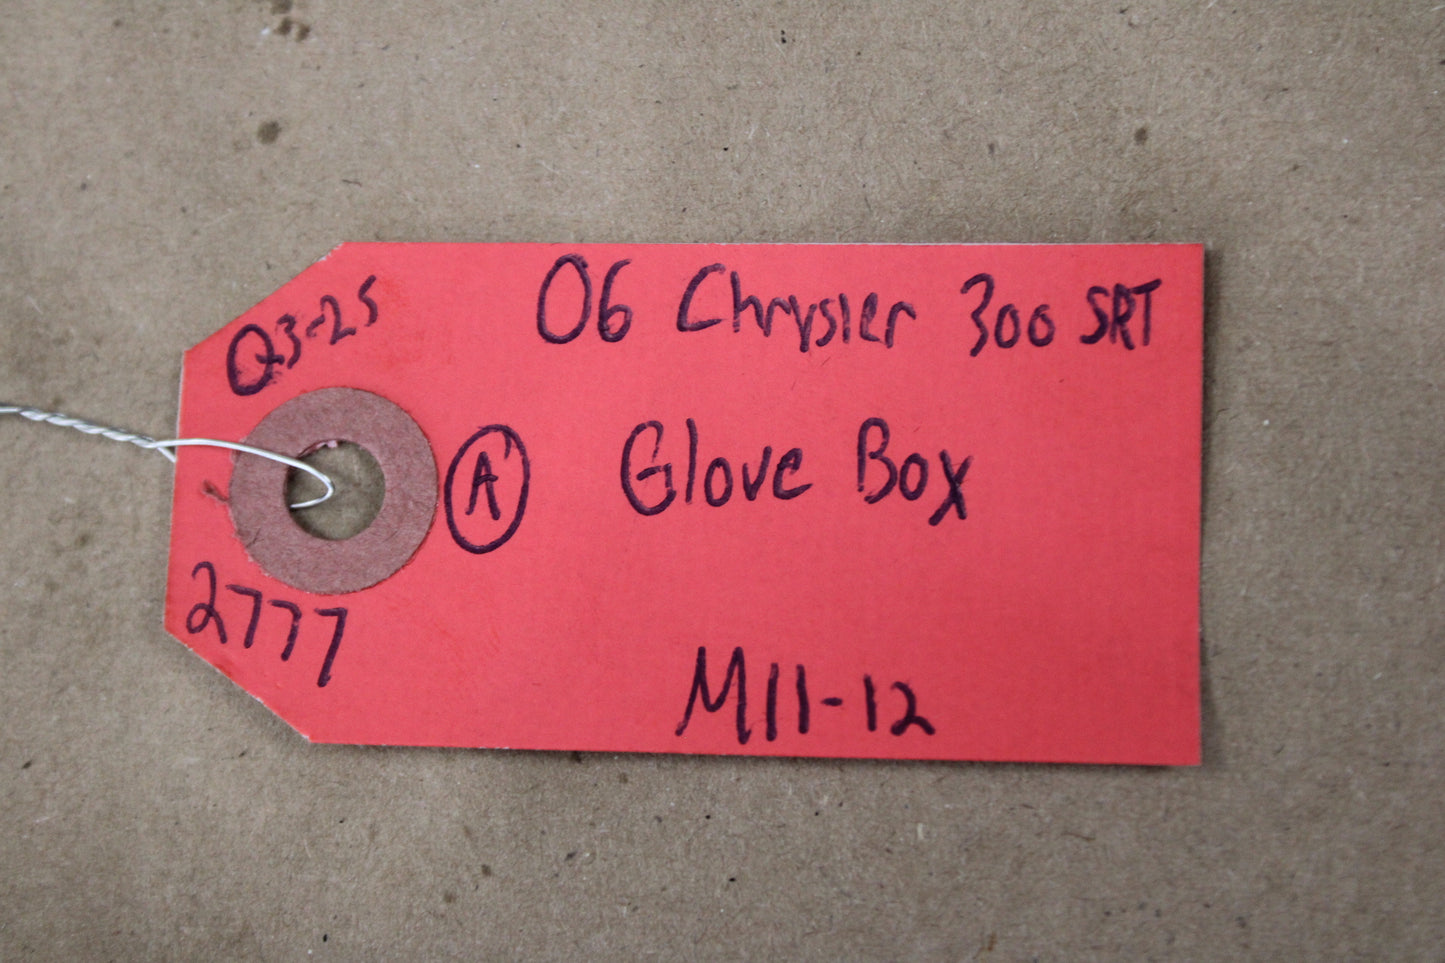 Q3-25
06 Chrysler 300 SRT
A Glove Box
2777
M11-12